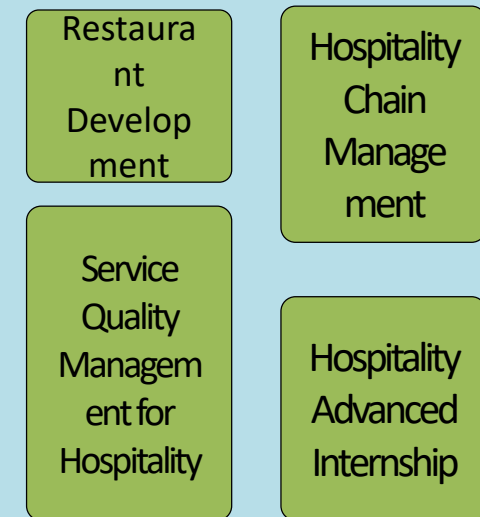 Restaura
nt
Develop
ment
Hospitality
Chain
Manage
ment
Service
Quality
Managem
ent for
Hospitality
Hospitality
Advanced
Internship